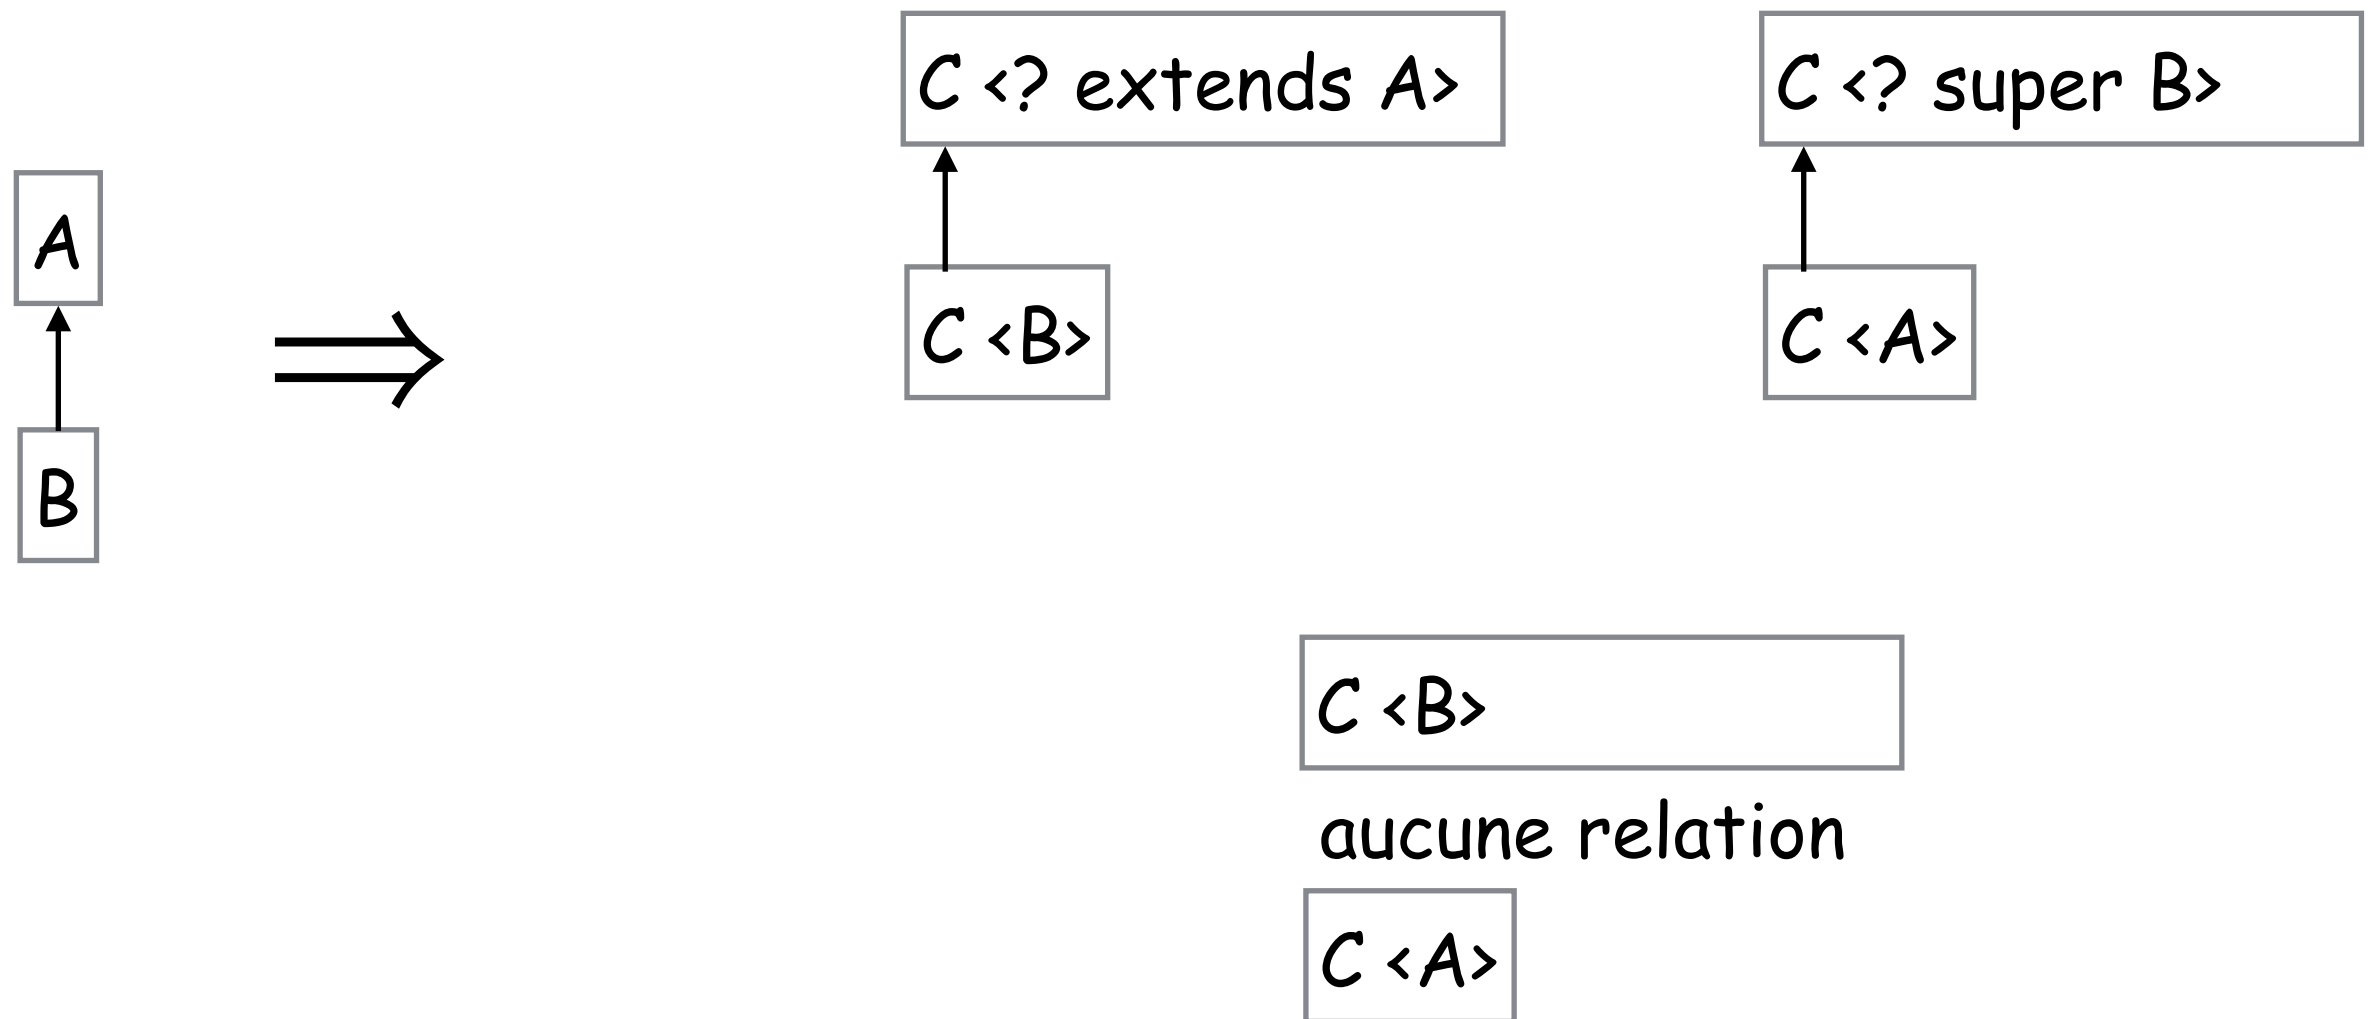 C <? extends A>
C <? super B>
A
C <B>
C <A>
B
C <B>
aucune relation
C <A>